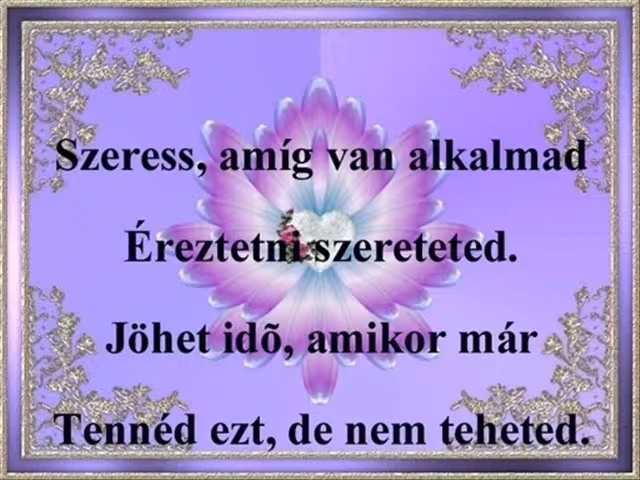 Szeress, amíg van alkalmad
Éreztetni szereteted.
Jöhet idõ, amikor már
Tennéd ezt, de nem teheted.